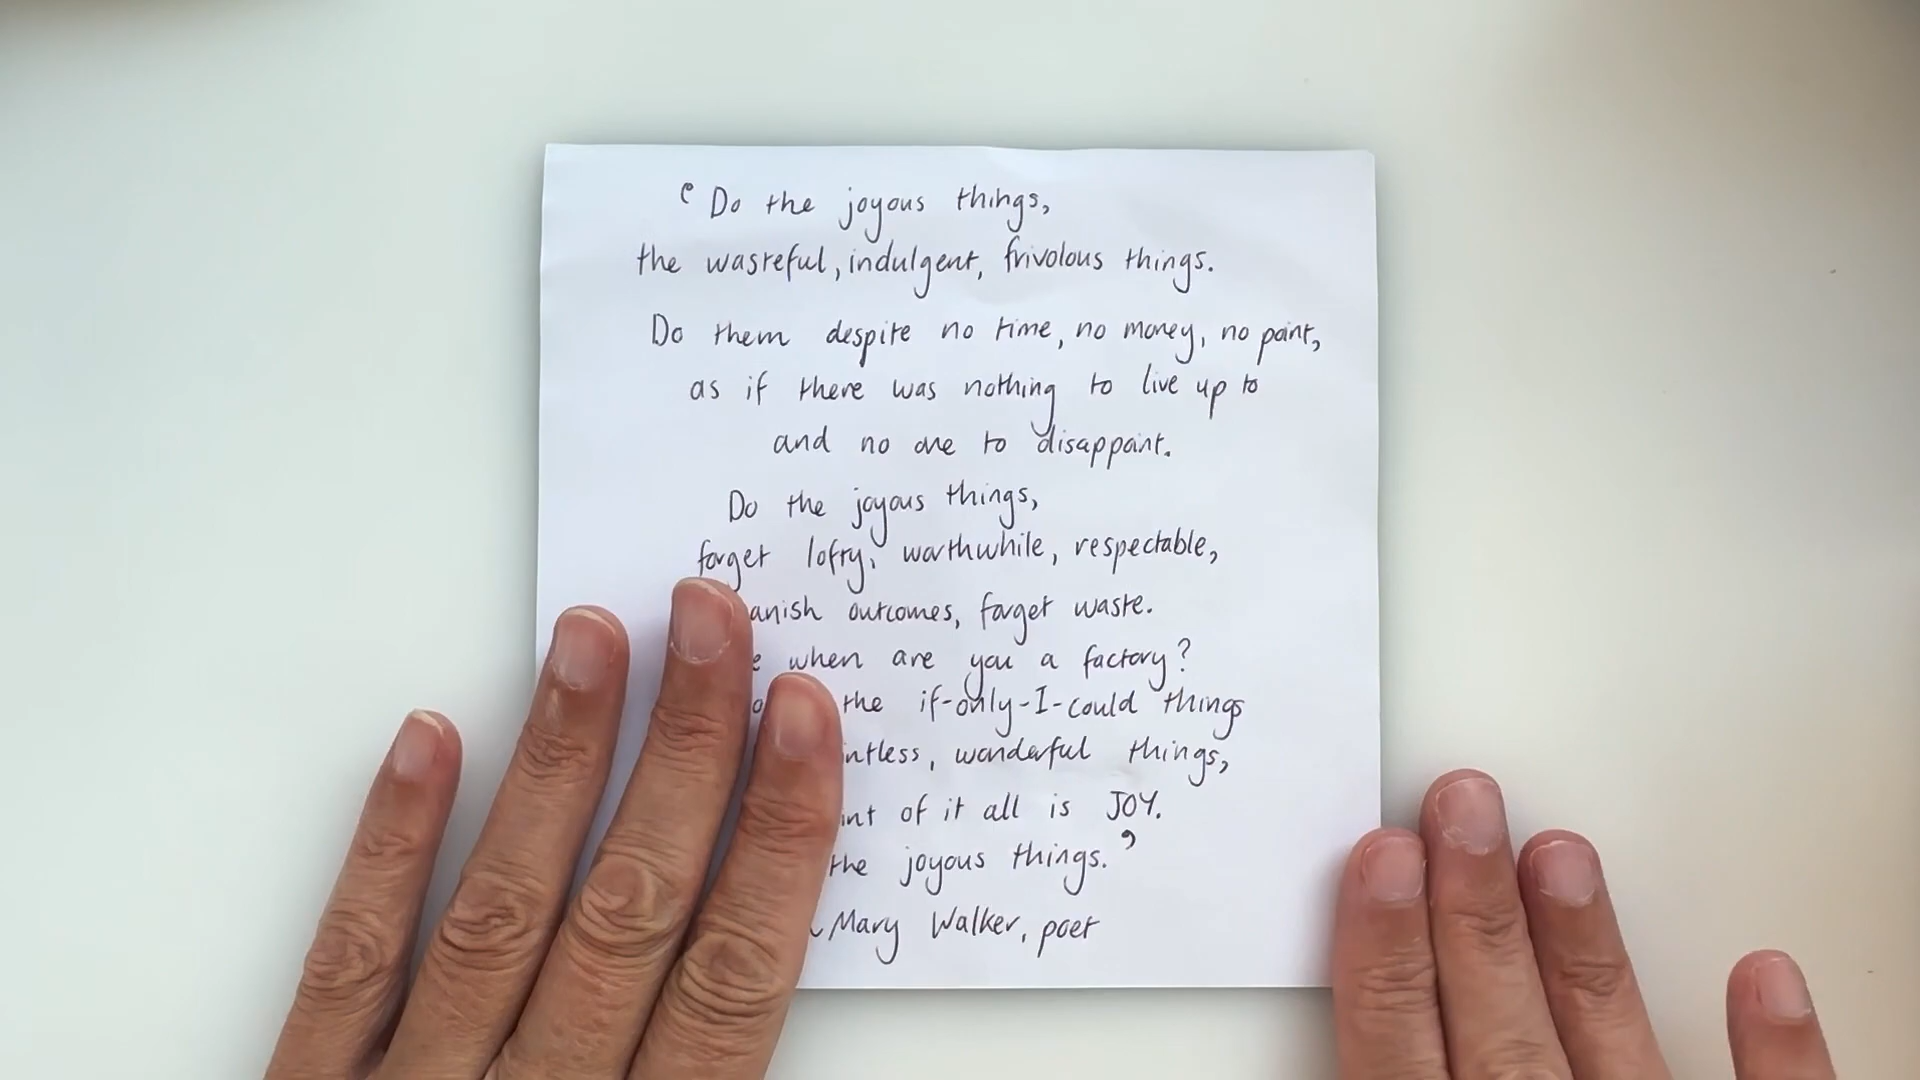 ‘Do the joyous things,
the wasteful, indulgent, frivolous things.
Do them despite no time, no money, no point,
as if there was nothing to live up to
and no one to disappoint.
Do the joyous things,
forget lofty, worthwhile, respectable,
anish outcomes, forget waste.
e when are you a factory?
the if-only-I-could things
intless, wonderful things,
int of it all is JOY.
the joyous things.’
Mary Walker, poet